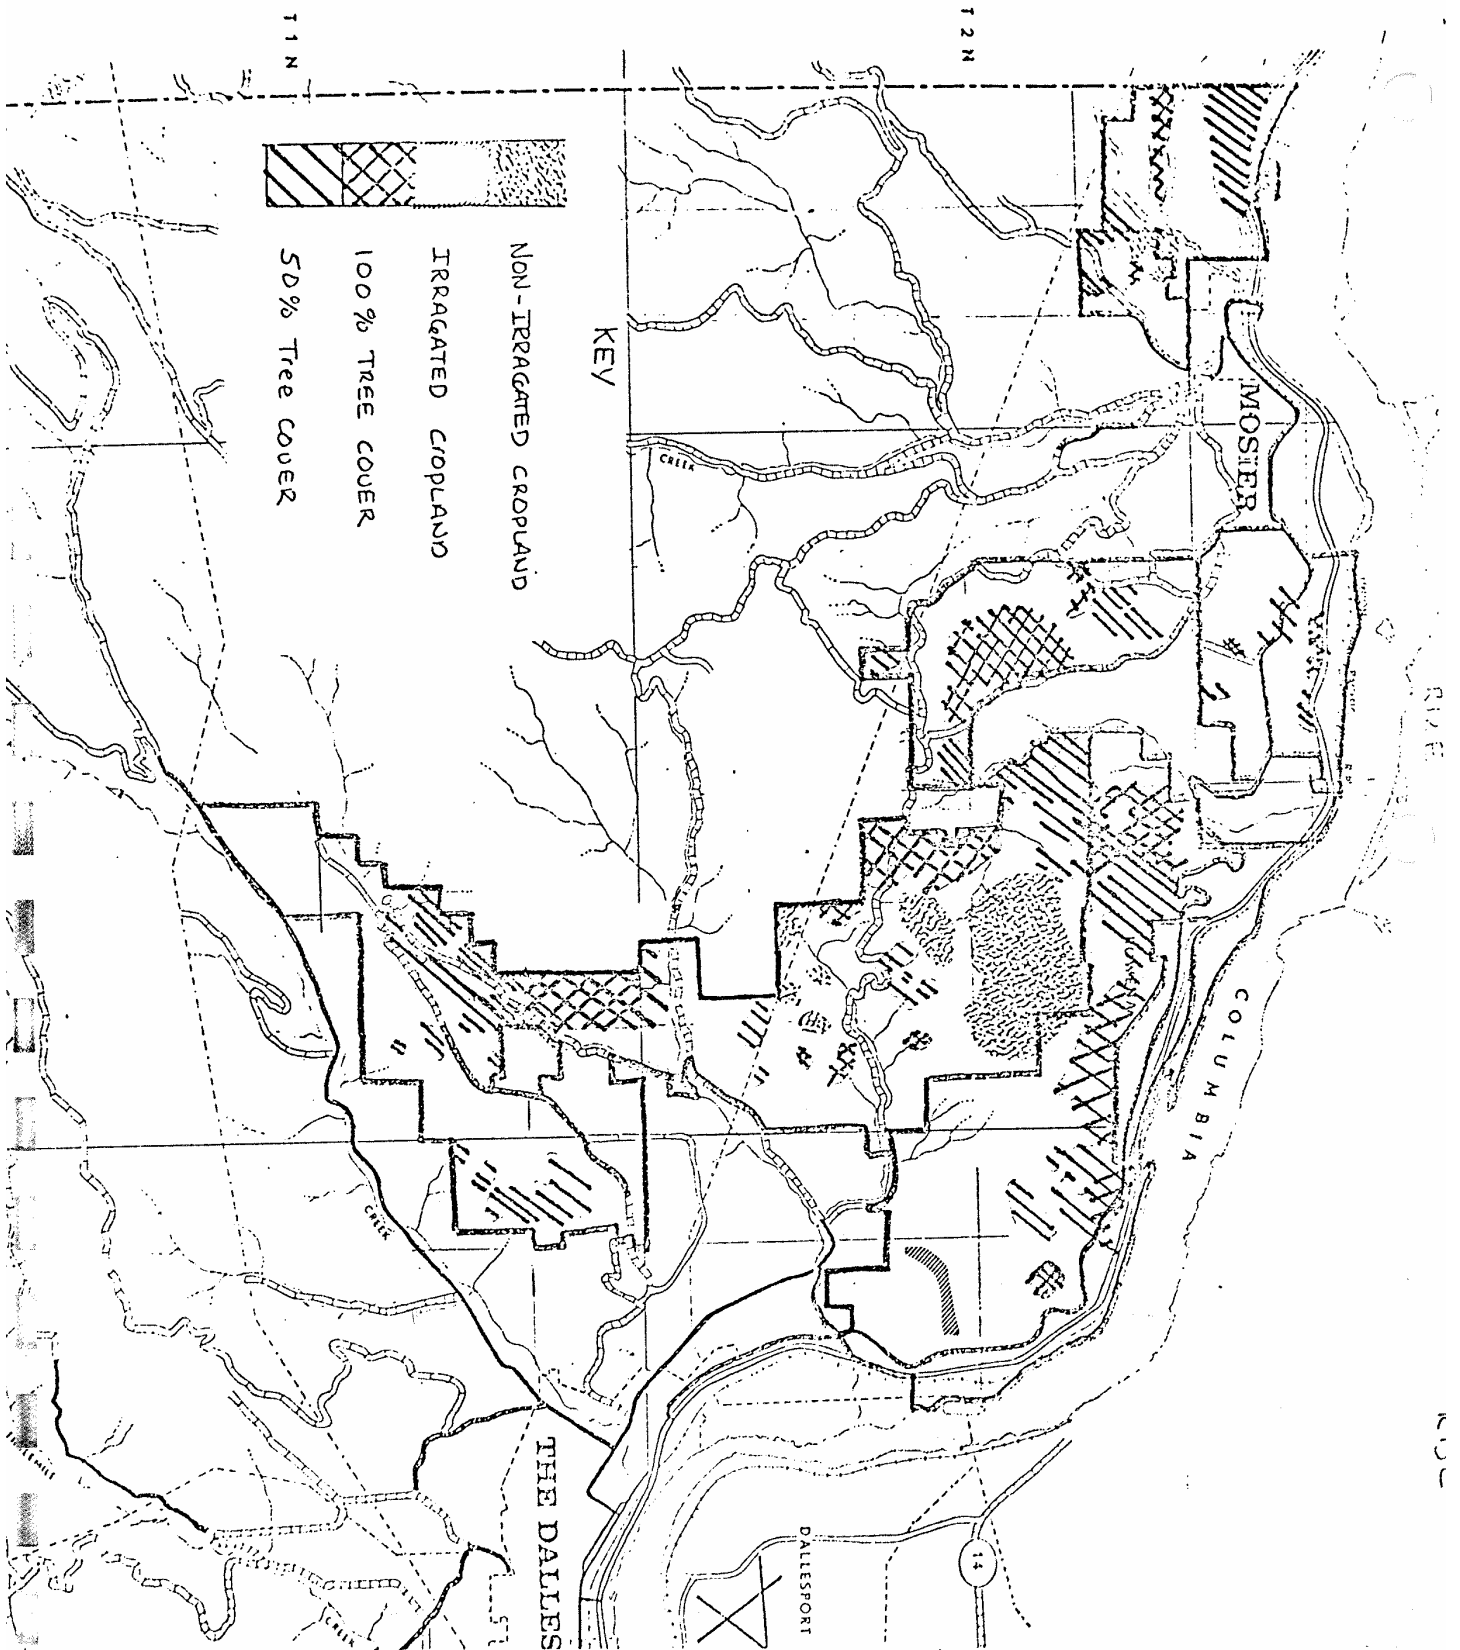 T 1 N
T 2 N
KEY
NON-IRRAGATED CROPLAND
IRRAGATED CROPLAND
100% TREE COVER
50% Tree COVER
MOSIER
CREEK
COLUMBIA
CREEK
THE DALLES
DALLESPORT
14
CREEK